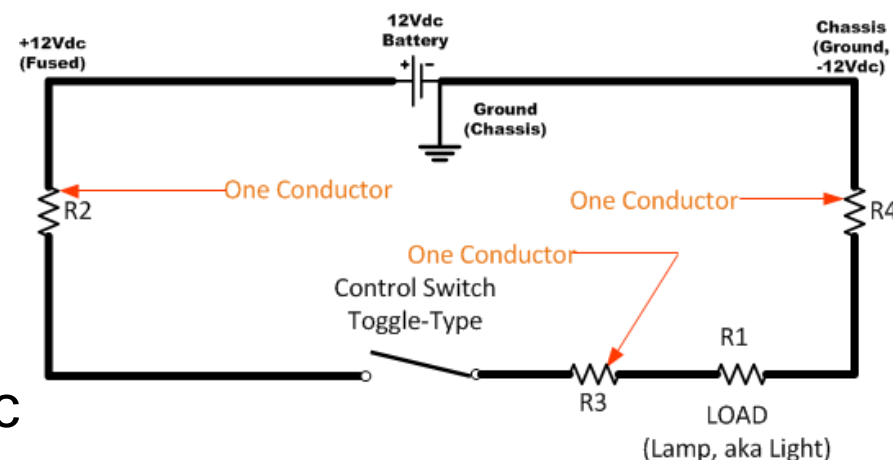 12Vdc
Battery
+12Vdc
(Fused)
Chassis
(Ground,
-12Vdc)
+ −
Ground
(Chassis)
One Conductor
R2
One Conductor
R4
One Conductor
Control Switch
Toggle-Type
R1
R3
C
LOAD
(Lamp, aka Light)